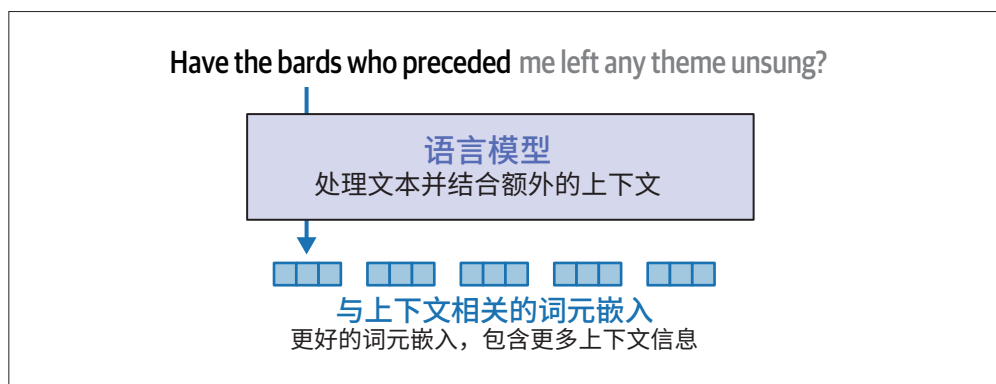 Have the bards who preceded me left any theme unsung?
语言模型
处理文本并结合额外的上下文
与上下文相关的词元嵌入
更好的词元嵌入，包含更多上下文信息